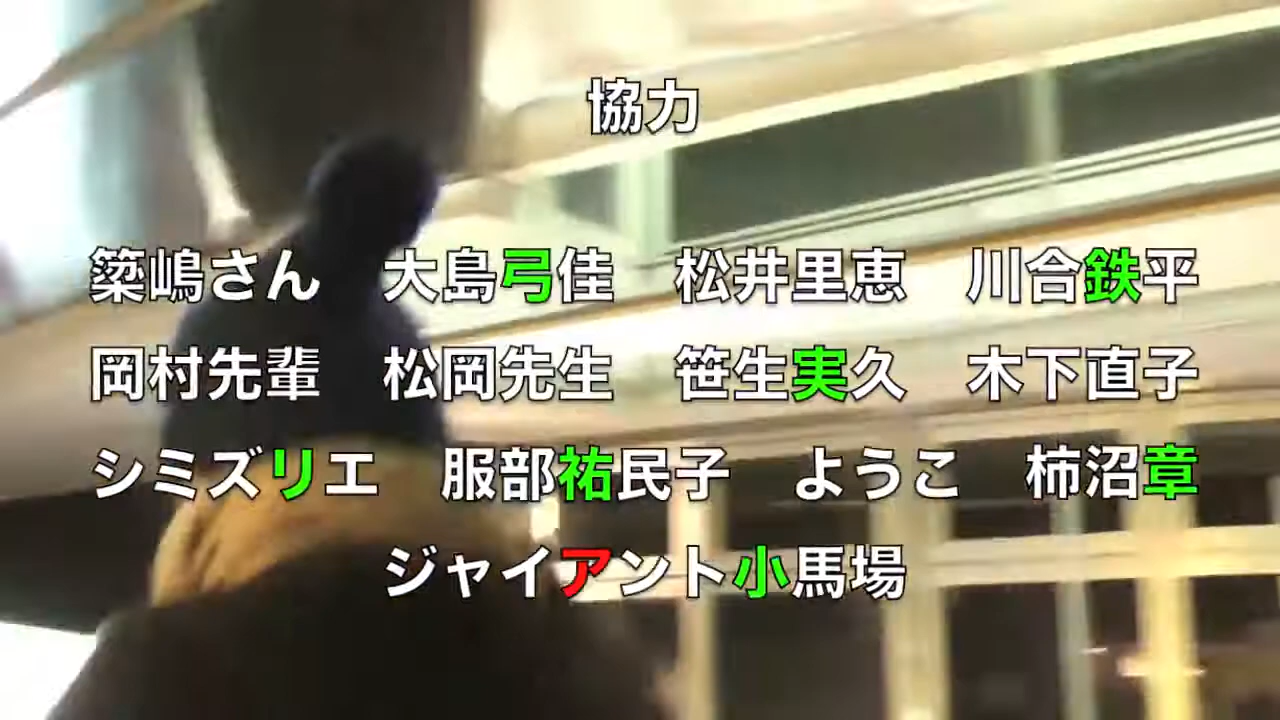 協力
簗嶋さん 大島弓佳 松井里恵 川合鉄平
岡村先輩 松岡先生 笹生実久 木下直子
シミズリエ 服部祐民子 ようこ 柿沼章
ジャイアント小馬場